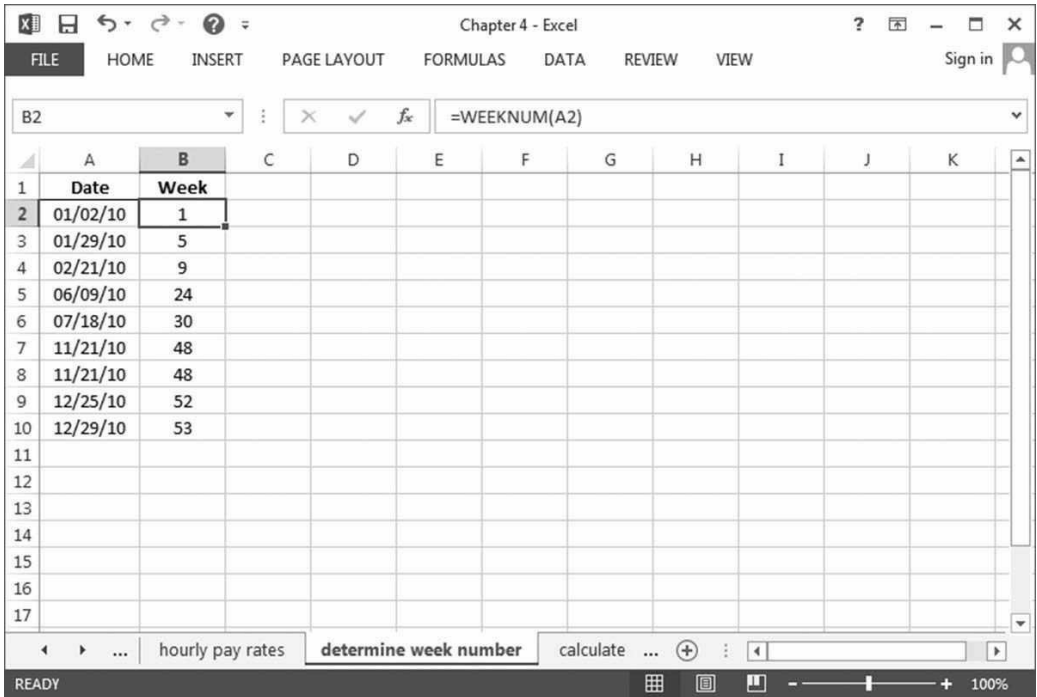 Chapter 4 - Excel
?
FILE HOME INSERT PAGE LAYOUT FORMULAS DATA REVIEW VIEW Sign in
B2 fx =WEEKNUM(A2)
A B C D E F G H I J K
1 Date Week
2 01/02/10 1
3 01/29/10 5
4 02/21/10 9
5 06/09/10 24
6 07/18/10 30
7 11/21/10 48
8 11/21/10 48
9 12/25/10 52
10 12/29/10 53
11
12
13
14
15
16
17
... hourly pay rates determine week number calculate ...
READY 100%